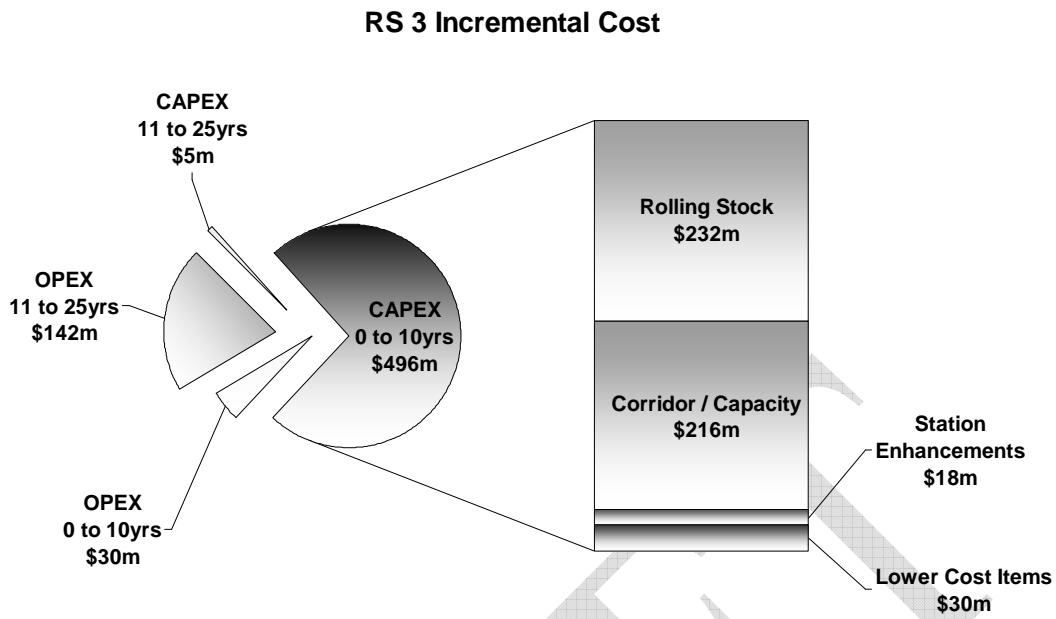 RS 3 Incremental Cost
CAPEX
11 to 25yrs
$5m
OPEX
11 to 25yrs
$142m
OPEX
0 to 10yrs
$30m
CAPEX
0 to 10yrs
$496m
Rolling Stock
$232m
Corridor / Capacity
$216m
Station
Enhancements
$18m
Lower Cost Items
$30m